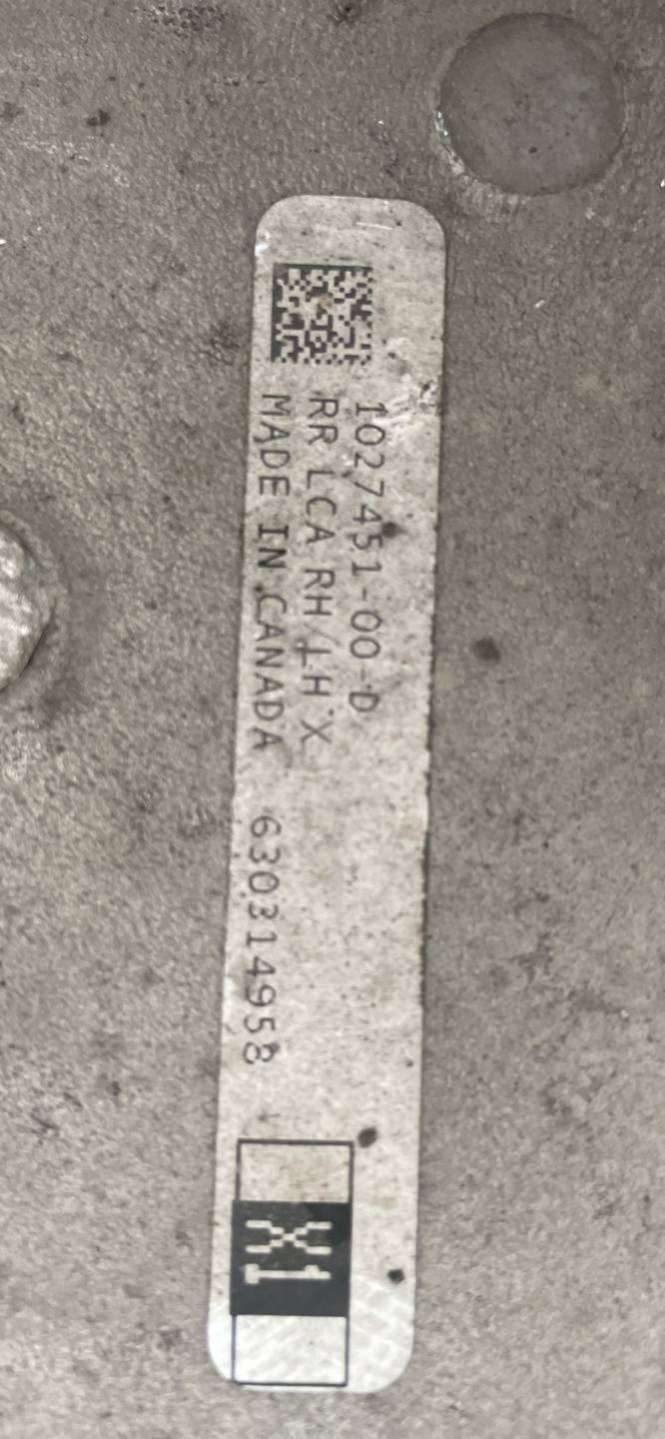 1027451-00-D
RR LCA RH/LH X
MADE IN CANADA 630314958
X1